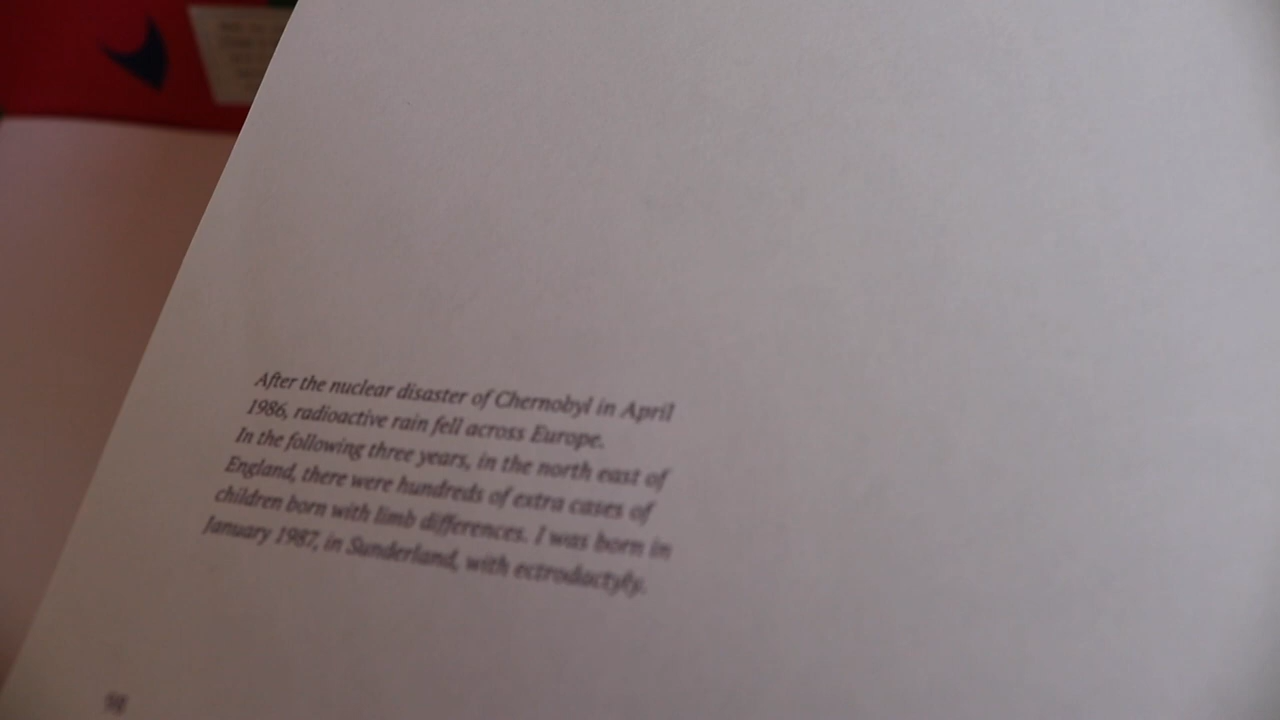 After the nuclear disaster of Chernobyl in April
1986, radioactive rain fell across Europe.
In the following three years, in the north east of
England, there were hundreds of extra cases of
children born with limb differences. I was born in
January 1987, in Sunderland, with ectrodactyly.